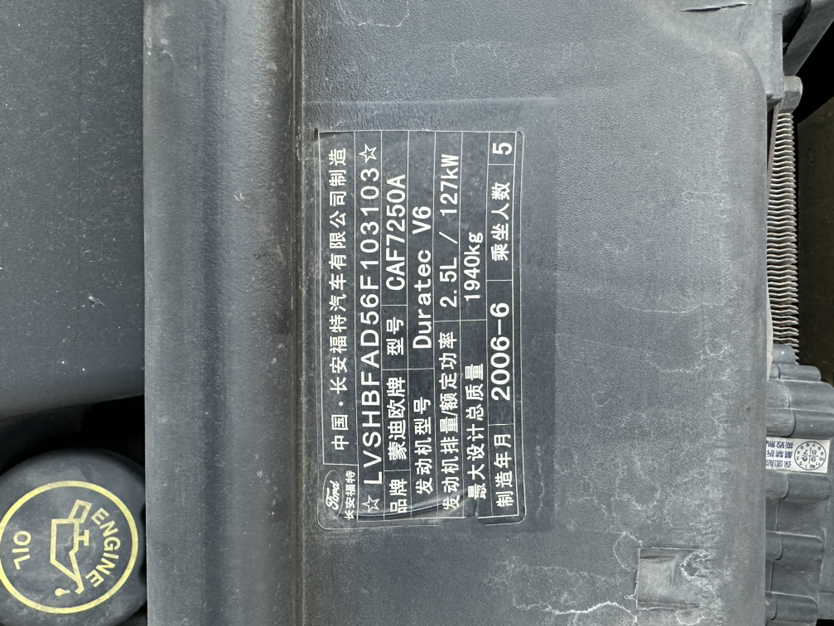 Ford
长安福特
中国·长安福特汽车有限公司制造
☆LVSHBFAD56F103103☆
品牌 蒙迪欧牌 型号 CAF7250A
发动机型号 Duratec V6
发动机排量/额定功率 2.5L / 127kW
最大设计总质量 1940kg
制造年月 2006-6 乘坐人数 5
ENGINE
OIL